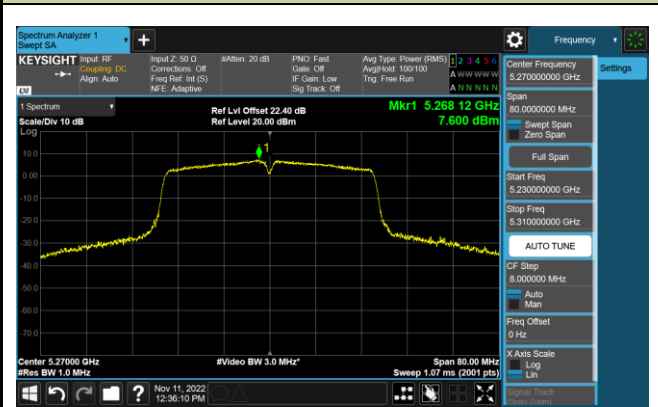 Spectrum Analyzer 1
Swept SA
+
Frequency
KEYSIGHT
Input: RF
Coupling: DC
Align: Auto
Input Z: 50 Ω
Corrections: Off
Freq Ref: Int (S)
NFE: Adaptive
#Atten: 20 dB
PNO: Fast
Gate: Off
IF Gain: Low
Sig Track: Off
Avg Type: Power (RMS)
Avg|Hold: 100/100
Trig: Free Run
1 2 3 4 5 6
A W W W W W
A N N N N N
LXI
1 Spectrum
Scale/Div 10 dB
Log
Ref Lvl Offset 22.40 dB
Ref Level 20.00 dBm
Mkr1 5.268 12 GHz
7.600 dBm
1
10.0
0.00
-10.0
-20.0
-30.0
-40.0
-50.0
-60.0
-70.0
Center 5.27000 GHz
#Res BW 1.0 MHz
#Video BW 3.0 MHz*
Span 80.00 MHz
Sweep 1.07 ms (2001 pts)
Center Frequency
5.270000000 GHz
Settings
Span
80.0000000 MHz
Swept Span
Zero Span
Full Span
Start Freq
5.230000000 GHz
Stop Freq
5.310000000 GHz
AUTO TUNE
CF Step
8.000000 MHz
Auto
Man
Freq Offset
0 Hz
X Axis Scale
Log
Lin
Signal Track
(Span Zoom)
?
Nov 11, 2022
12:36:10 PM